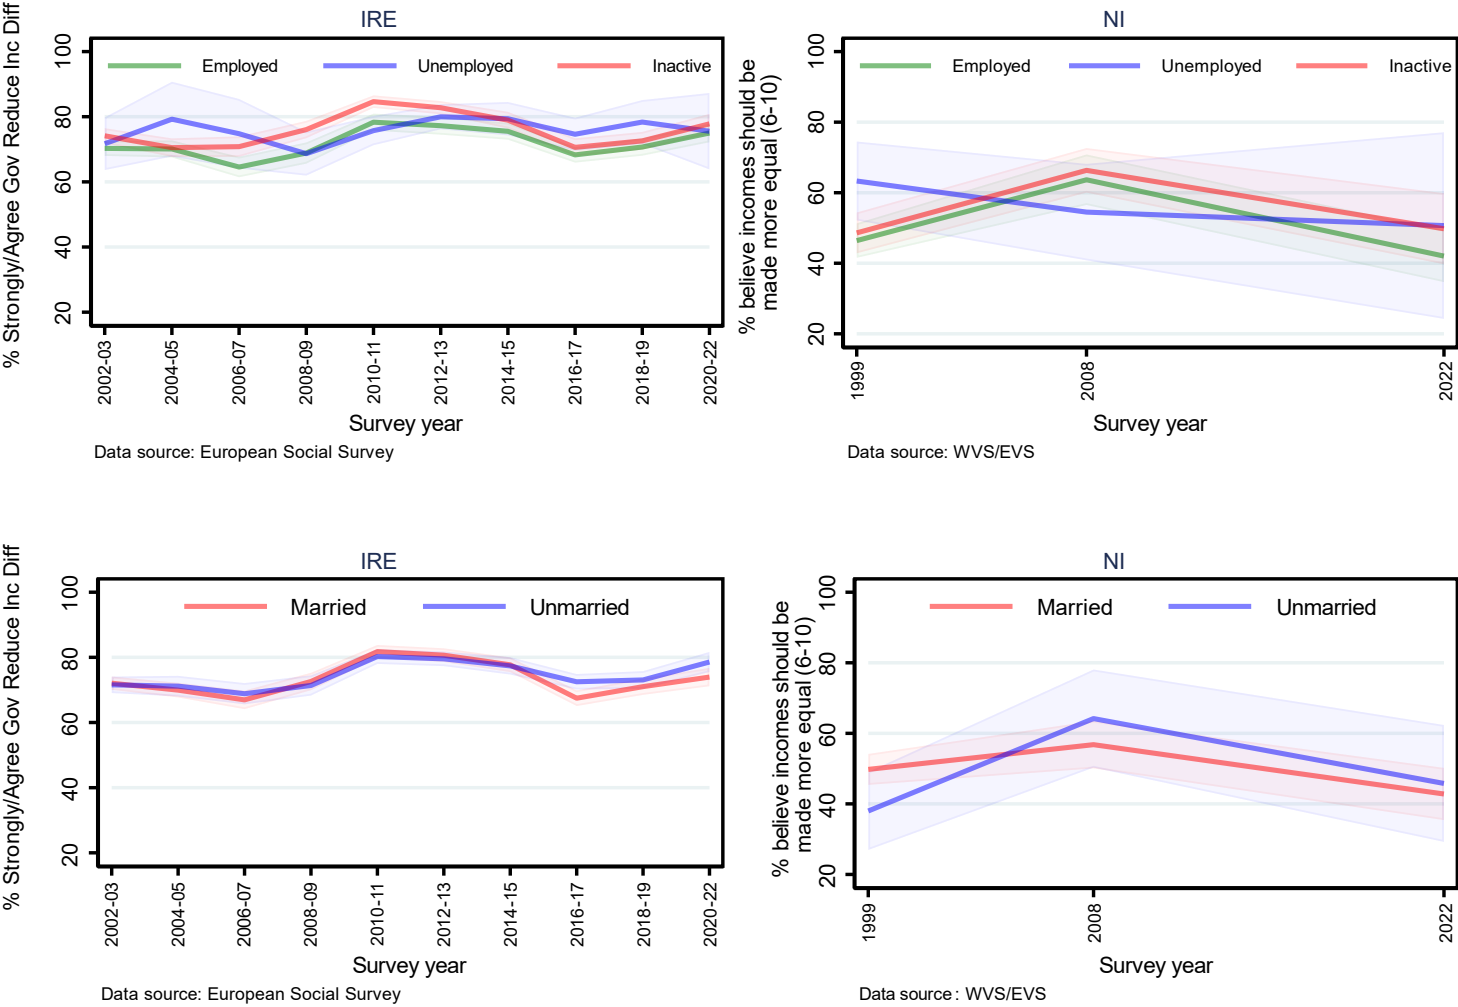 IRE
% Strongly/Agree Gov Reduce Inc Diff
100
80
60
40
20
Employed
Unemployed
Inactive
2002-03
2004-05
2006-07
2008-09
2010-11
2012-13
2014-15
2016-17
2018-19
2020-22
Survey year
Data source: European Social Survey
NI
% believe incomes should be
made more equal (6-10)
100
80
60
40
20
Employed
Unemployed
Inactive
1999
2008
2022
Survey year
Data source: WVS/EVS
IRE
% Strongly/Agree Gov Reduce Inc Diff
100
80
60
40
20
Married
Unmarried
2002-03
2004-05
2006-07
2008-09
2010-11
2012-13
2014-15
2016-17
2018-19
2020-22
Survey year
Data source: European Social Survey
NI
% believe incomes should be
made more equal (6-10)
100
80
60
40
20
Married
Unmarried
1999
2008
2022
Survey year
Data source: WVS/EVS